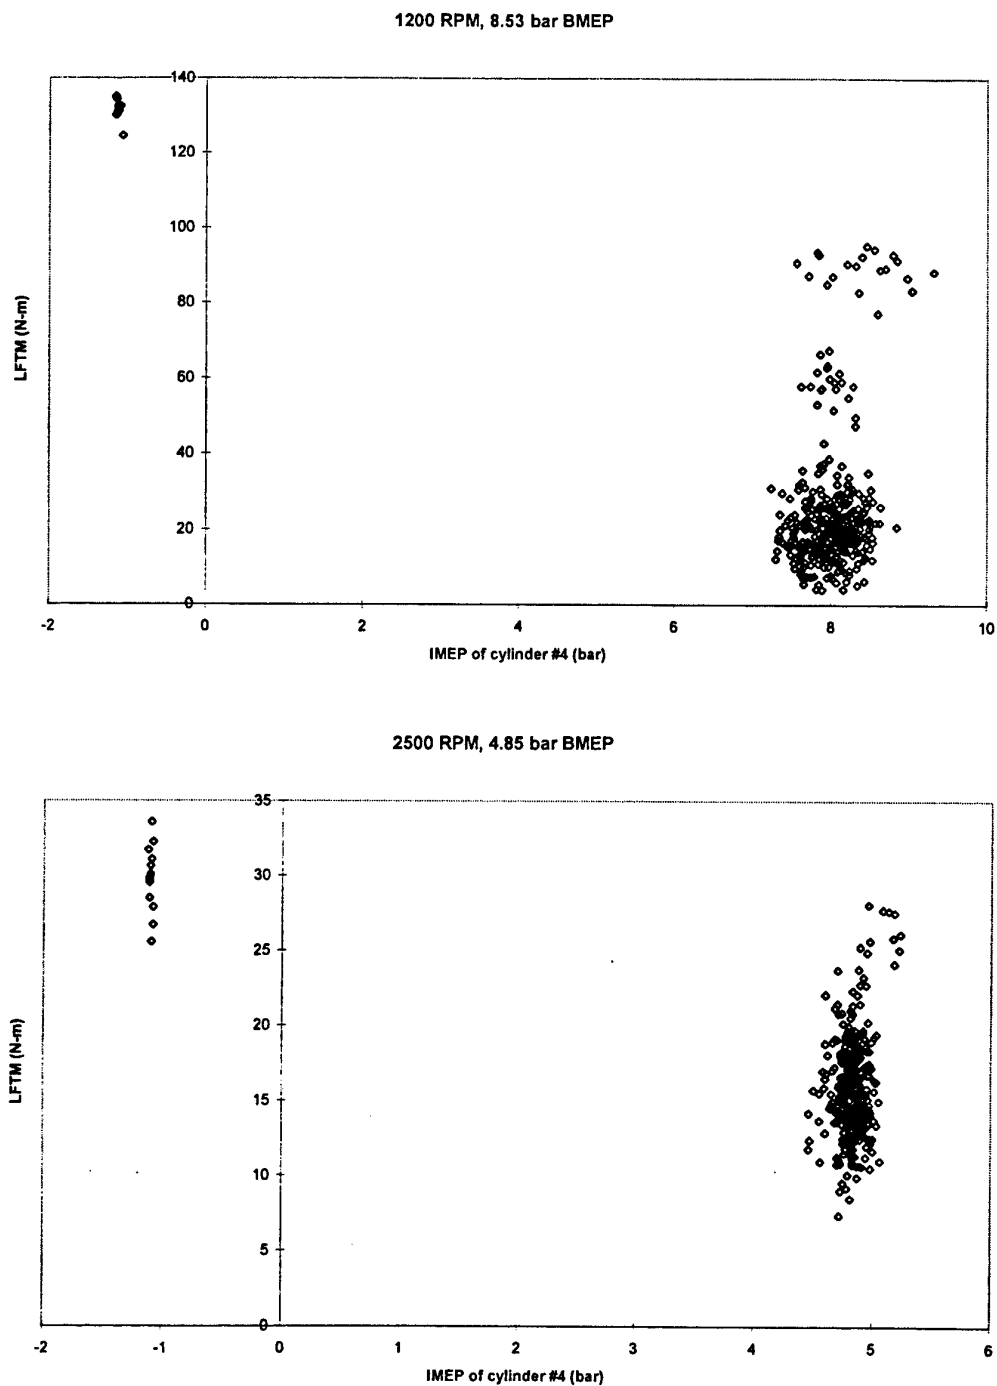 1200 RPM, 8.53 bar BMEP
140
120
100
80
60
40
20
0
LFTM (N-m)
-2 0 2 4 6 8 10
IMEP of cylinder #4 (bar)
2500 RPM, 4.85 bar BMEP
35
30
25
20
15
10
5
0
LFTM (N-m)
-2 -1 0 1 2 3 4 5 6
IMEP of cylinder #4 (bar)